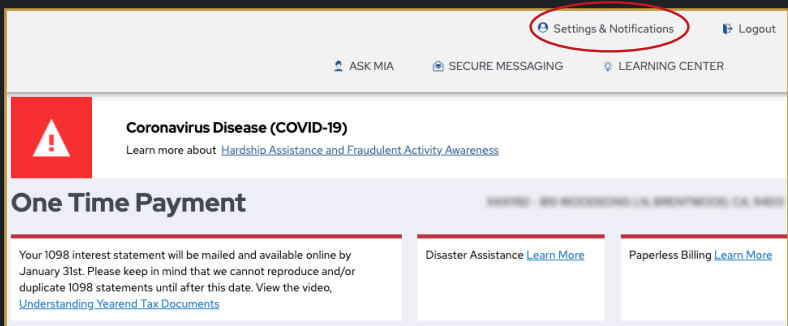 Settings & Notifications
Logout
ASK MIA
SECURE MESSAGING
LEARNING CENTER
Coronavirus Disease (COVID-19)
Learn more about Hardship Assistance and Fraudulent Activity Awareness
One Time Payment
Your 1098 interest statement will be mailed and available online by
January 31st. Please keep in mind that we cannot reproduce and/or
duplicate 1098 statements until after this date. View the video,
Understanding Yearend Tax Documents
Disaster Assistance Learn More
Paperless Billing Learn More